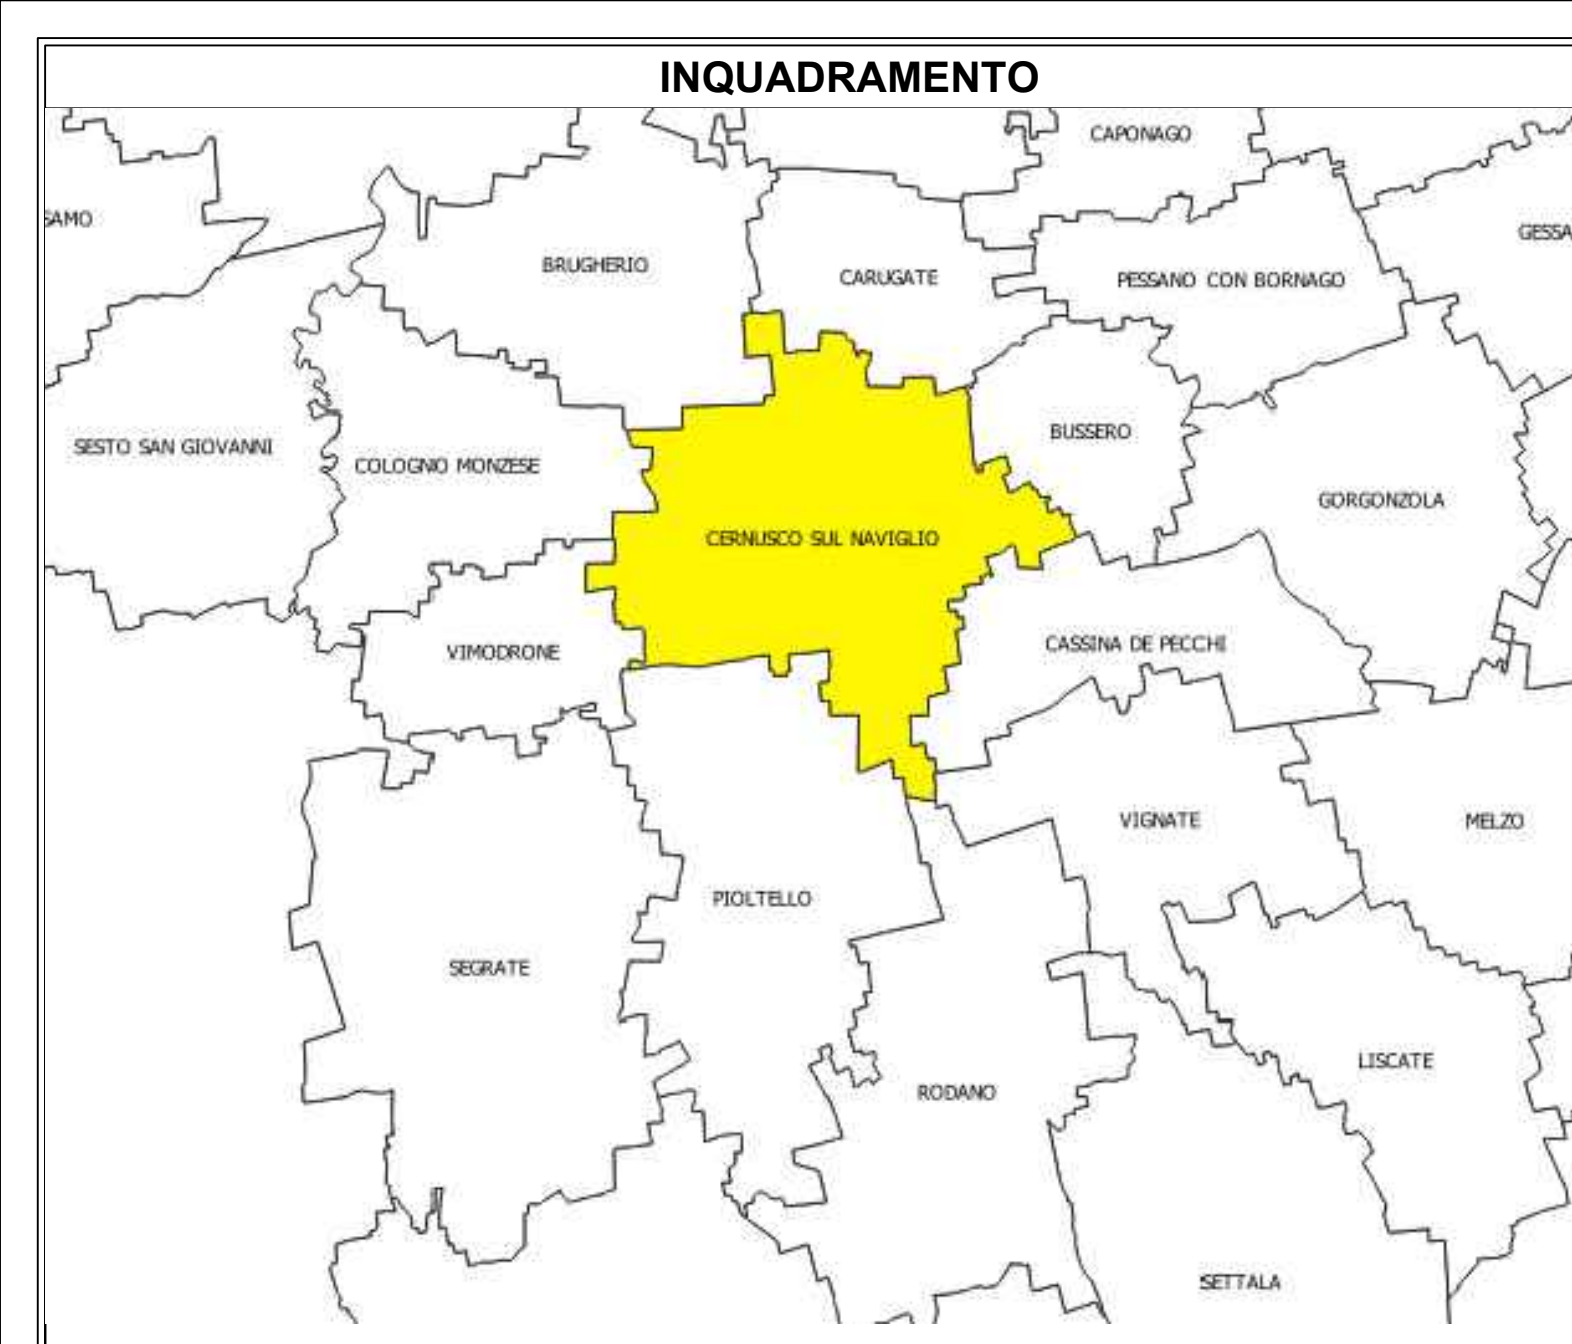 INQUADRAMENTO
CAPONAGO
SAMO
GESSA
BRUGHERIO
CARUGATE
PESSANO CON BORNAGO
BUSSERO
SESTO SAN GIOVANNI
COLOGNO MONZESE
GORGONZOLA
CERNUSCO SUL NAVIGLIO
CASSINA DE PECCHI
VIMODRONE
VIGNATE
MELZO
PIOLTELLO
SEGRATE
LISCATE
RODANO
SETTALA